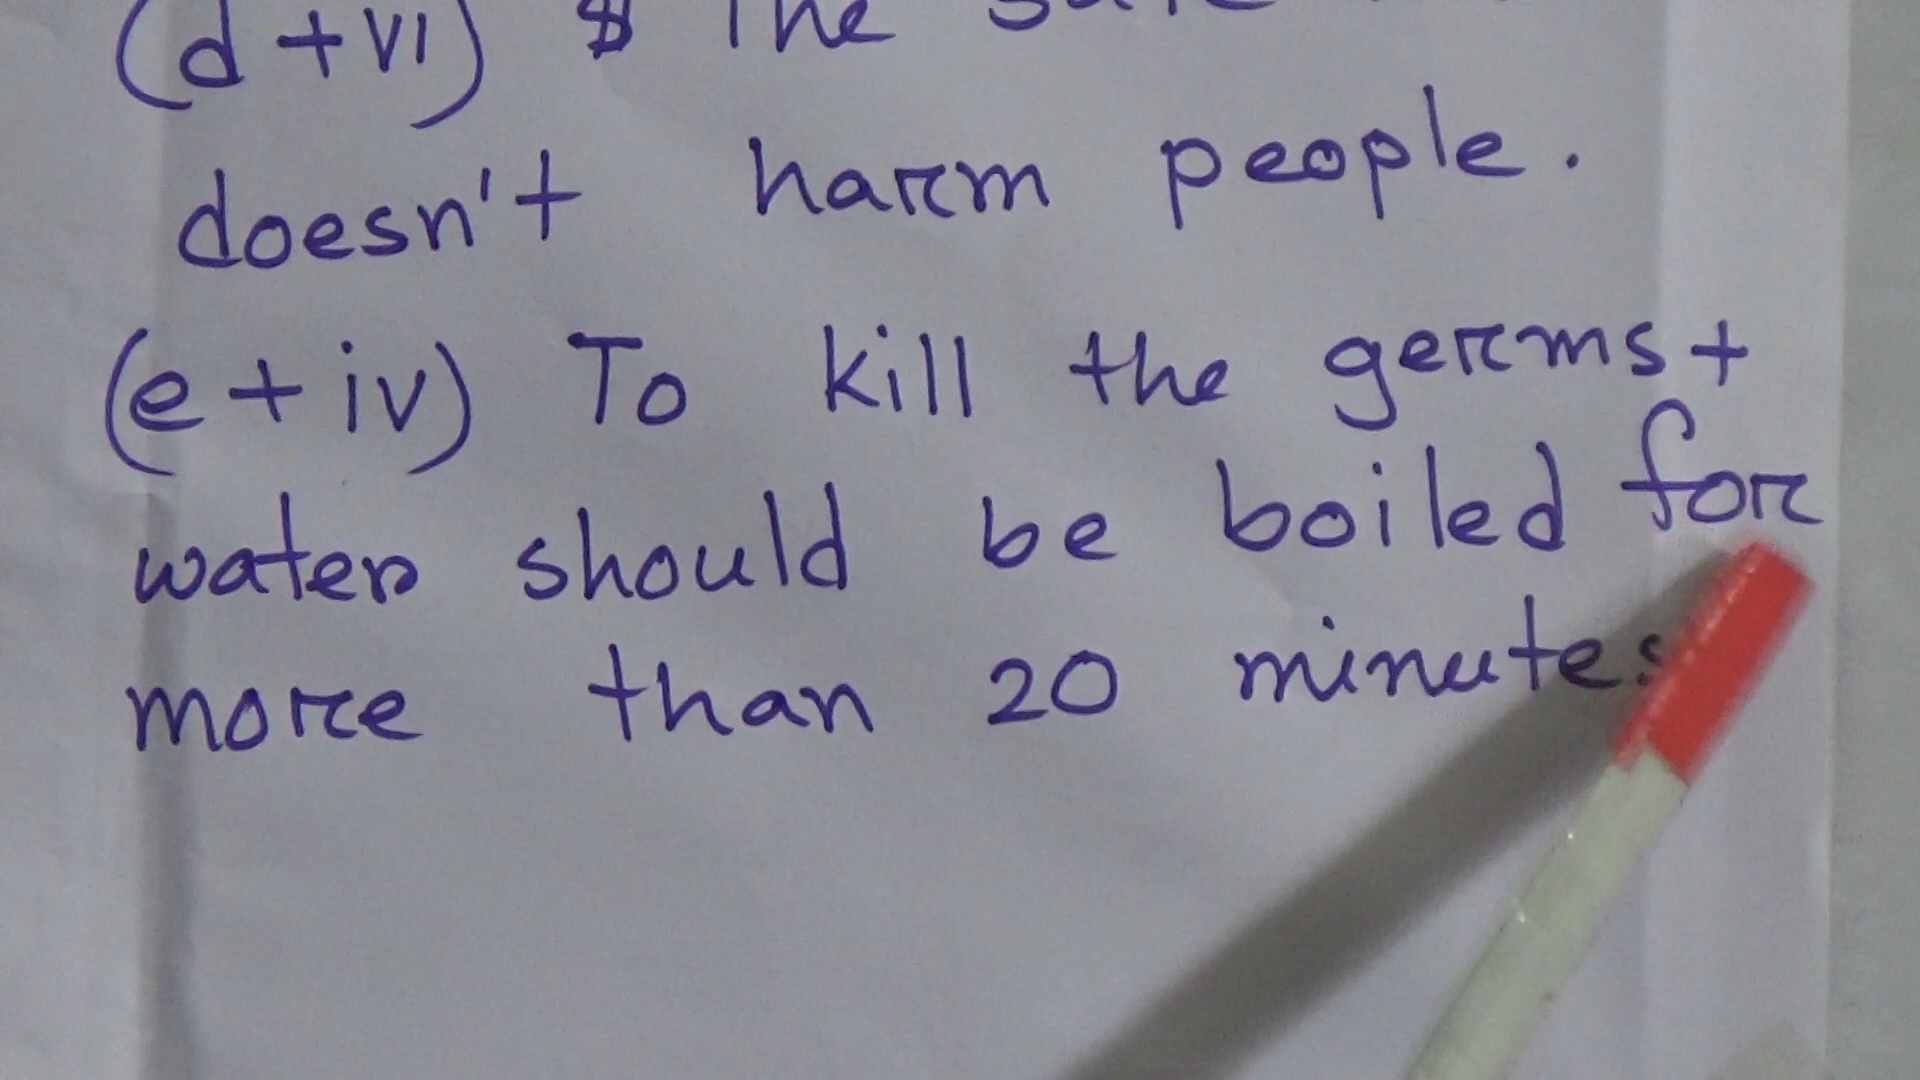 (d+vi) The
doesn't harm people.
(e+iv) To kill the germs+
water should be boiled for
more than 20 minutes